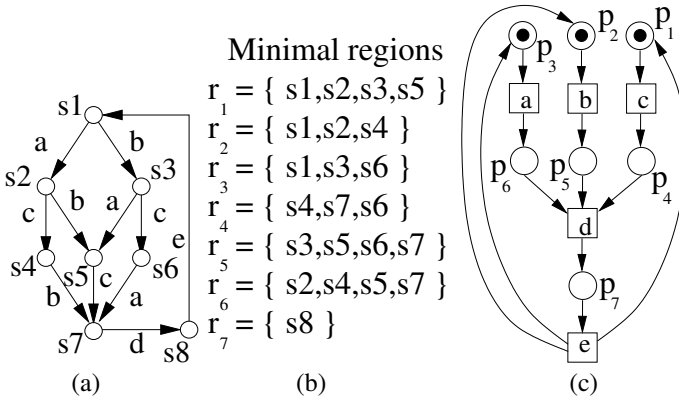 s1
a
b
s2
s3
c
b
a
c
e
s4
s5
s6
b
c
a
s7
d
s8
(a)
Minimal regions
r1 = { s1,s2,s3,s5 }
r2 = { s1,s2,s4 }
r3 = { s1,s3,s6 }
r4 = { s4,s7,s6 }
r5 = { s3,s5,s6,s7 }
r6 = { s2,s4,s5,s7 }
r7 = { s8 }
(b)
p3
p2
p1
a
b
c
p6
p5
p4
d
p7
e
(c)